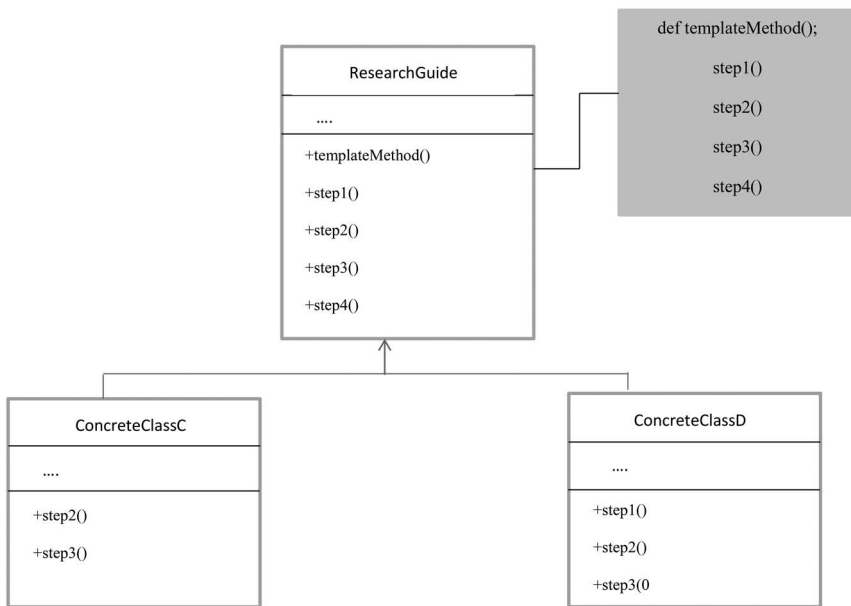 ResearchGuide
....
+templateMethod()
+step1()
+step2()
+step3()
+step4()
def templateMethod();
step1()
step2()
step3()
step4()
ConcreteClassC
....
+step2()
+step3()
ConcreteClassD
....
+step1()
+step2()
+step3(0